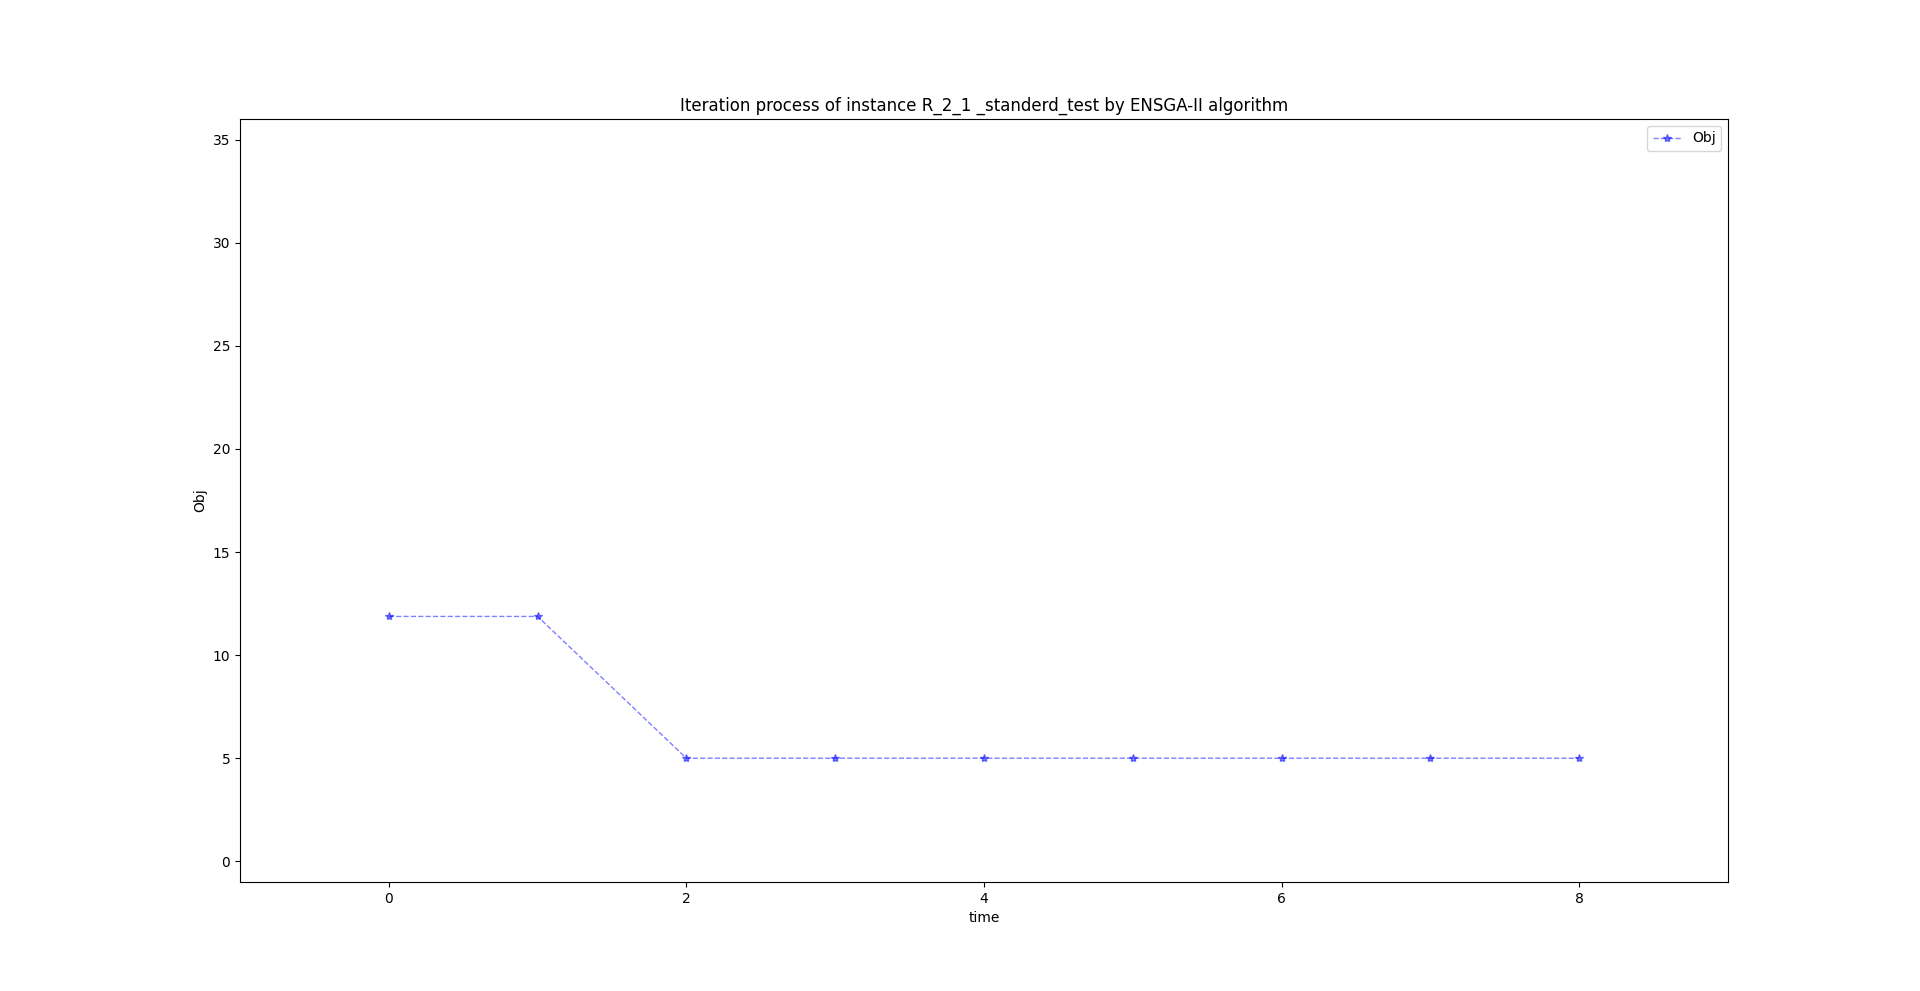 Iteration process of instance R_2_1 _standerd_test by ENSGA-II algorithm
Obj
35
30
25
20
15
10
5
0
Obj
0 2 4 6 8
time